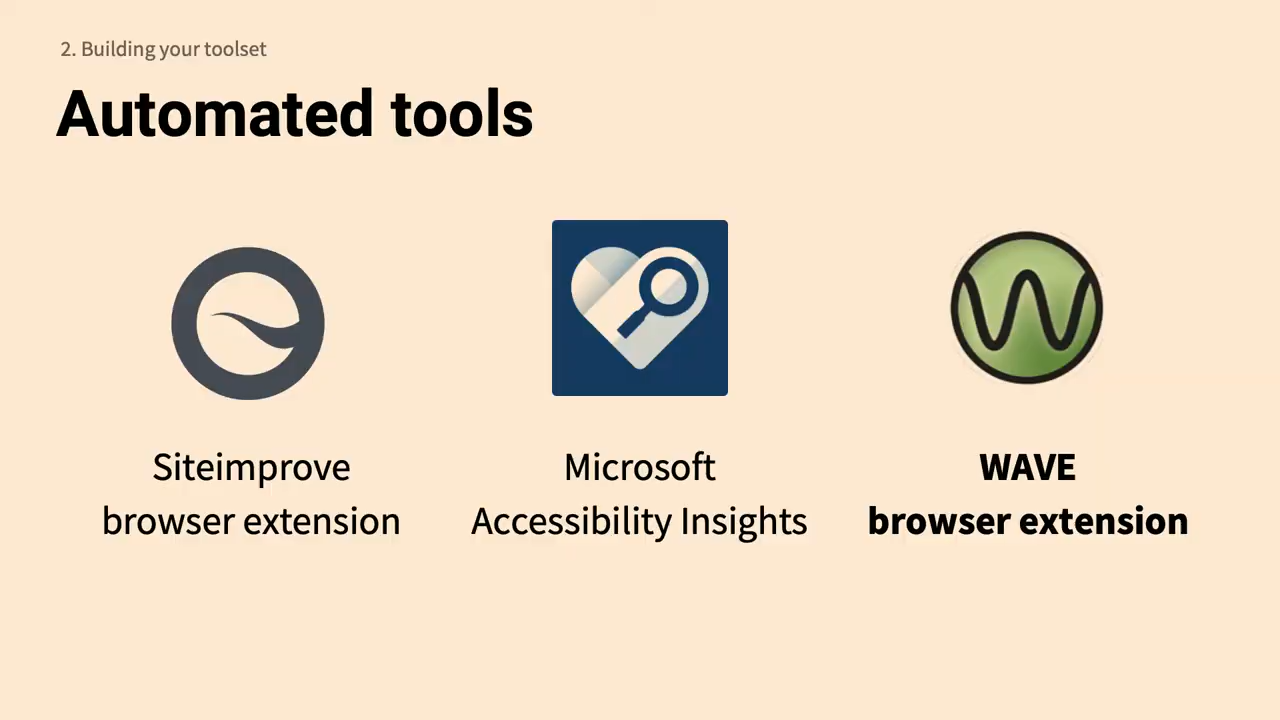 2. Building your toolset
Automated tools
Siteimprove
browser extension
Microsoft
Accessibility Insights
WAVE
browser extension